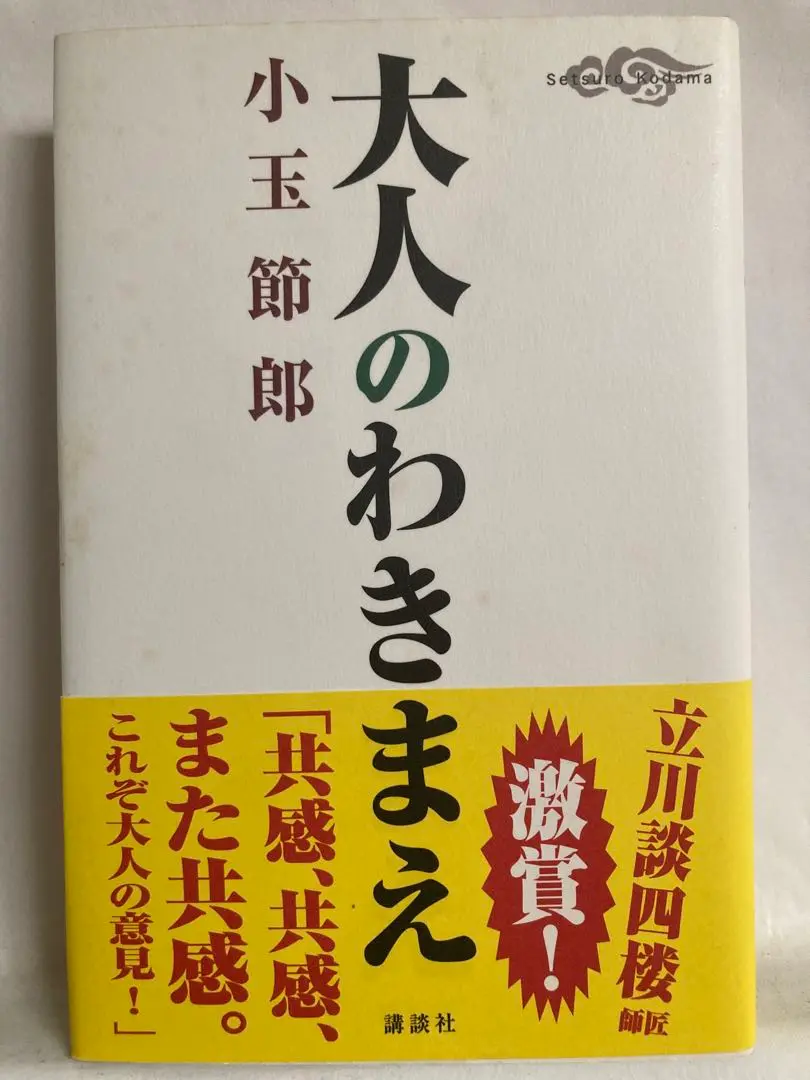 Setsuro Kodama
大人のわきまえ
小玉節郎
立川談四楼師匠
激賞！
「共感、共感、
また共感。
これぞ大人の意見！」
講談社